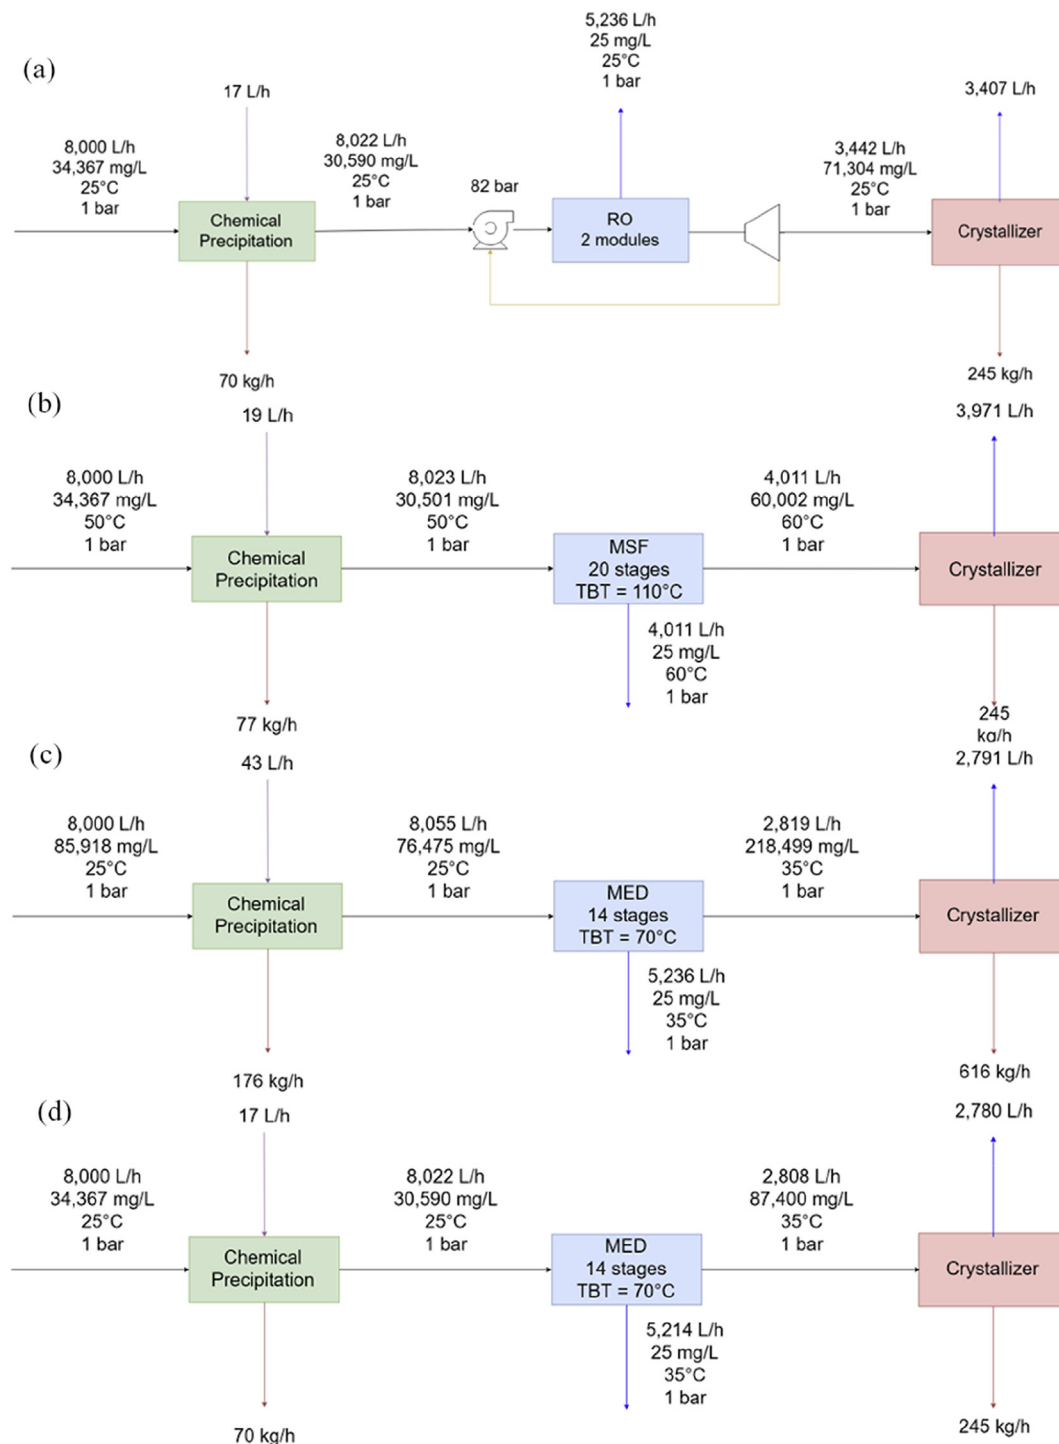 (a)
17 L/h
8,000 L/h
34,367 mg/L
25°C
1 bar
Chemical
Precipitation
70 kg/h
8,022 L/h
30,590 mg/L
25°C
1 bar
82 bar
5,236 L/h
25 mg/L
25°C
1 bar
RO
2 modules
3,442 L/h
71,304 mg/L
25°C
1 bar
3,407 L/h
Crystallizer
245 kg/h
(b)
19 L/h
8,000 L/h
34,367 mg/L
50°C
1 bar
Chemical
Precipitation
77 kg/h
8,023 L/h
30,501 mg/L
50°C
1 bar
MSF
20 stages
TBT = 110°C
4,011 L/h
25 mg/L
60°C
1 bar
4,011 L/h
60,002 mg/L
60°C
1 bar
3,971 L/h
Crystallizer
245
kg/h
(c)
43 L/h
8,000 L/h
85,918 mg/L
25°C
1 bar
Chemical
Precipitation
176 kg/h
8,055 L/h
76,475 mg/L
25°C
1 bar
MED
14 stages
TBT = 70°C
5,236 L/h
25 mg/L
35°C
1 bar
2,819 L/h
218,499 mg/L
35°C
1 bar
2,791 L/h
Crystallizer
616 kg/h
(d)
17 L/h
8,000 L/h
34,367 mg/L
25°C
1 bar
Chemical
Precipitation
70 kg/h
8,022 L/h
30,590 mg/L
25°C
1 bar
MED
14 stages
TBT = 70°C
5,214 L/h
25 mg/L
35°C
1 bar
2,808 L/h
87,400 mg/L
35°C
1 bar
2,780 L/h
Crystallizer
245 kg/h